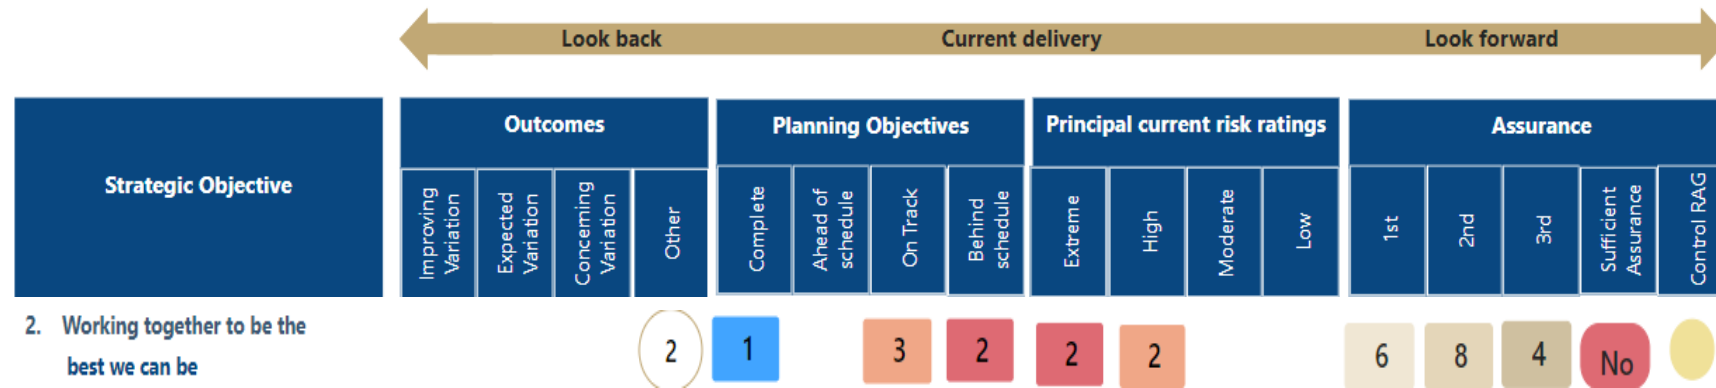 Look back Current delivery Look forward
Strategic Objective
Outcomes Planning Objectives Principal current risk ratings Assurance
Improving Variation
Expected Variation
Concerning Variation
Other
Complete
Ahead of schedule
On Track
Behind schedule
Extreme
High
Moderate
Low
1st
2nd
3rd
Sufficient Assurance
Control RAG
2. Working together to be the
best we can be
2 1 3 2 2 2 6 8 4 No